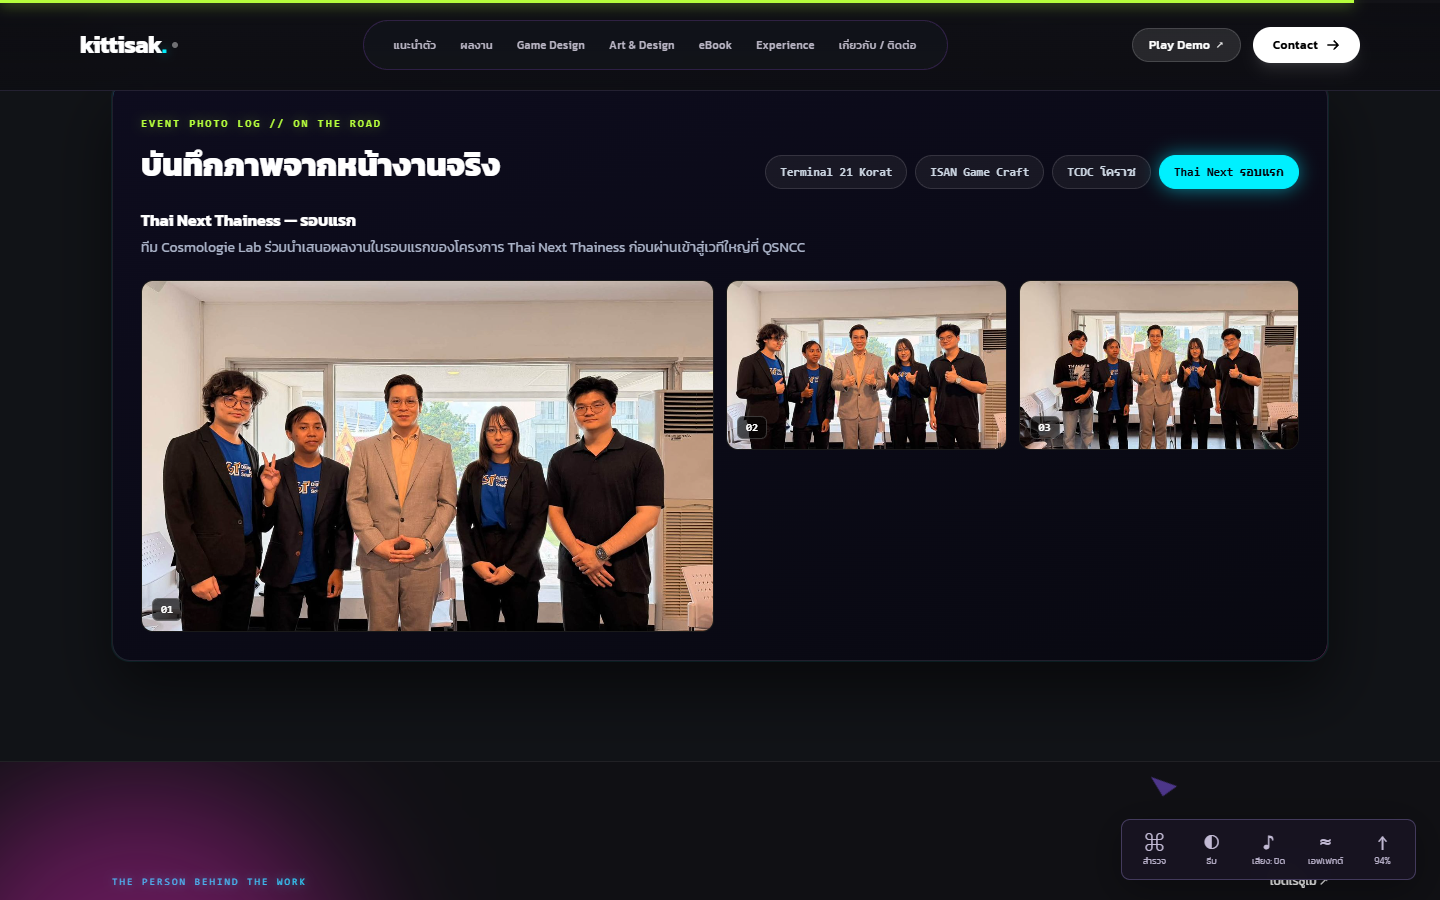 kittisak.
แนะนำตัว
ผลงาน
Game Design
Art & Design
eBook
Experience
เกี่ยวกับ / ติดต่อ
Play Demo ↗
Contact →
EVENT PHOTO LOG // ON THE ROAD
บันทึกภาพจากหน้างานจริง
Terminal 21 Korat
ISAN Game Craft
TCDC โคราช
Thai Next รอบแรก
Thai Next Thainess — รอบแรก
ทีม Cosmologie Lab ร่วมนำเสนอผลงานในรอบแรกของโครงการ Thai Next Thainess ก่อนผ่านเข้าสู่เวทีใหญ่ที่ QSNCC
01
02
03
สำรวจ
ธีม
เสียง: ปิด
เอฟเฟกต์
94%
THE PERSON BEHIND THE WORK
เปิดเรซูเม่ ↗